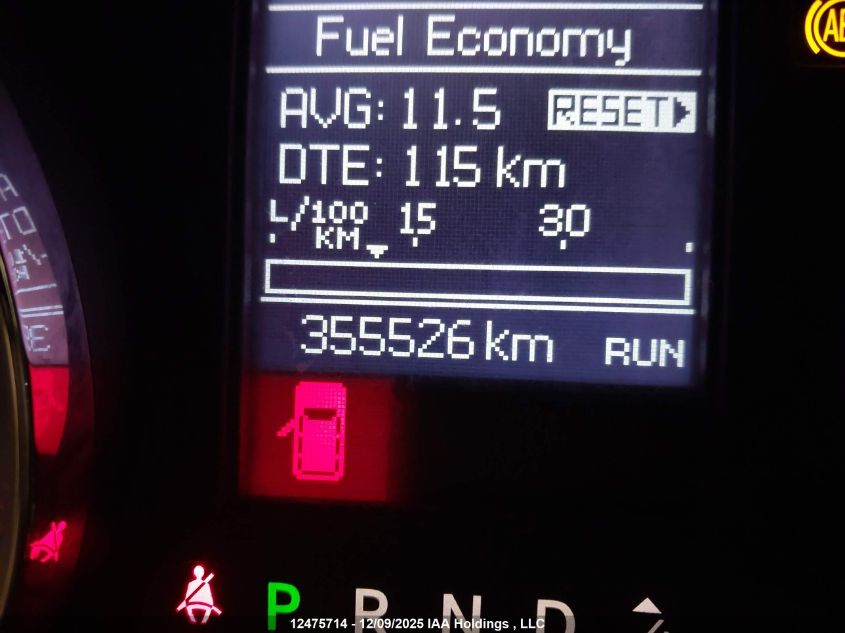 Fuel Economy
AVG: 11.5 RESET
DTE: 115 km
L/100 KM 15 30
355526 km RUN
P R N D
12475714 - 12/09/2025 IAA Holdings , LLC